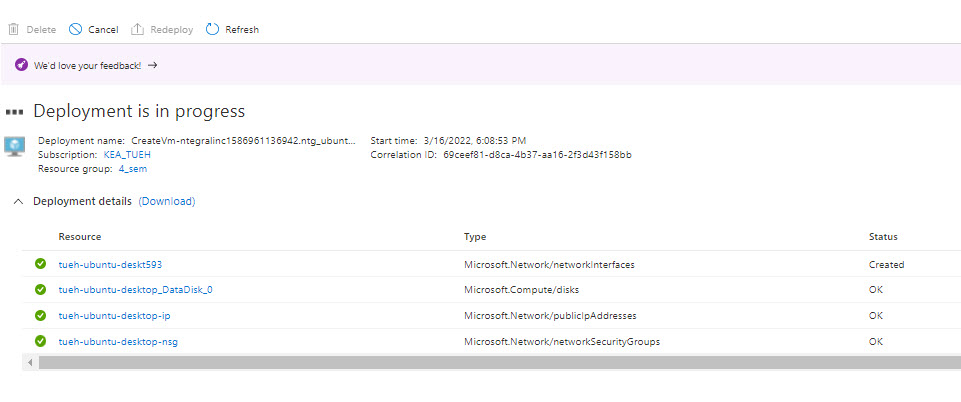 Delete Cancel Redeploy Refresh
We'd love your feedback! →
Deployment is in progress
Deployment name: CreateVm-ntegralinc1586961136942.ntg_ubunt... Start time: 3/16/2022, 6:08:53 PM
Subscription: KEA_TUEH Correlation ID: 69ceef81-d8ca-4b37-aa16-2f3d43f158bb
Resource group: 4_sem
Deployment details (Download)
Resource Type Status
tueh-ubuntu-deskt593 Microsoft.Network/networkInterfaces Created
tueh-ubuntu-desktop_DataDisk_0 Microsoft.Compute/disks OK
tueh-ubuntu-desktop-ip Microsoft.Network/publicIpAddresses OK
tueh-ubuntu-desktop-nsg Microsoft.Network/networkSecurityGroups OK